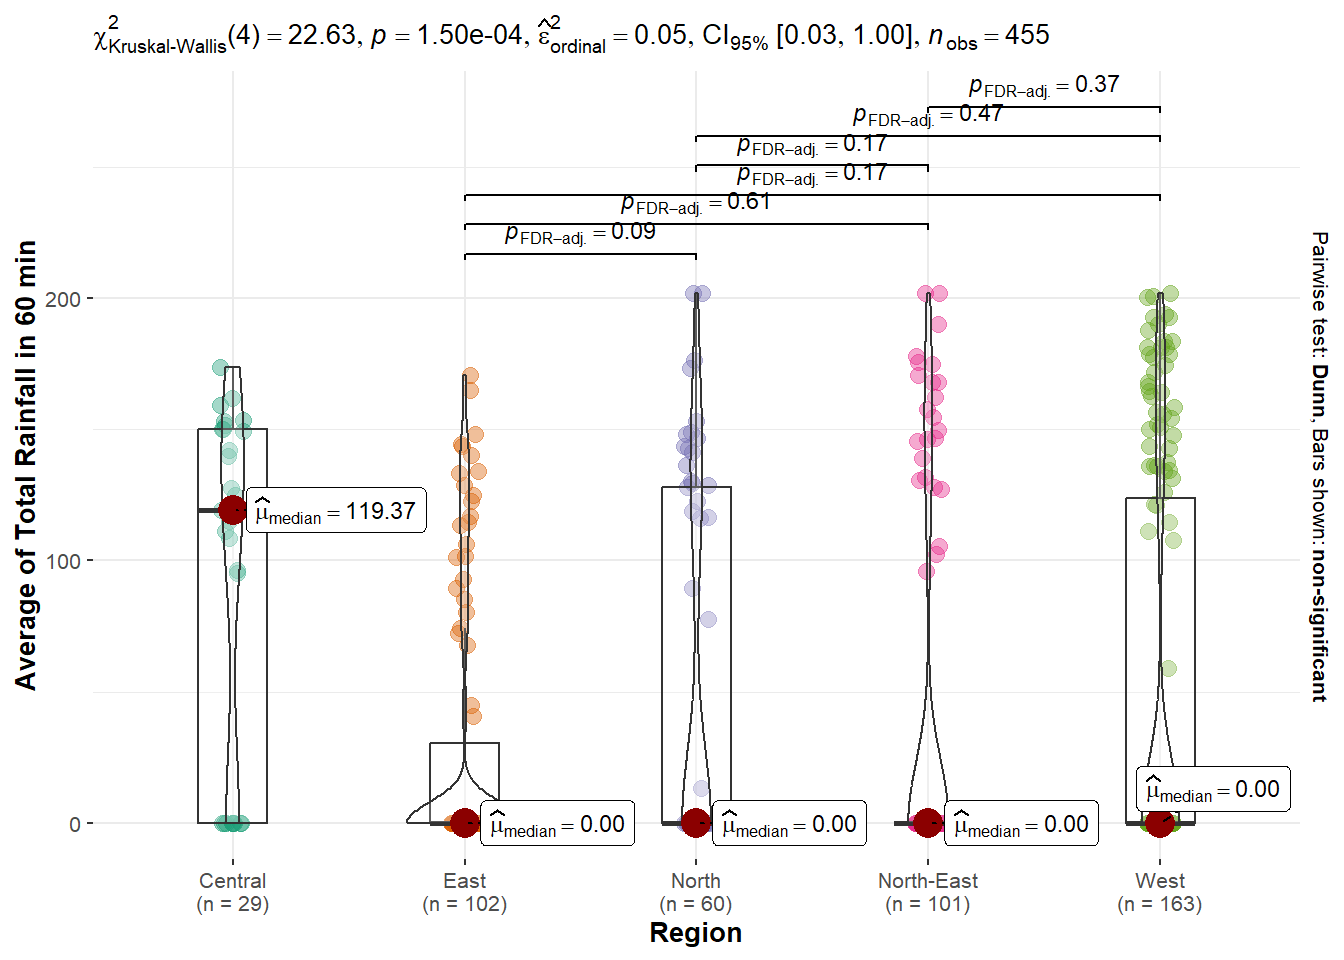 χ²Kruskal-Wallis(4) = 22.63, p = 1.50e-04, ε̂²ordinal = 0.05, CI95% [0.03, 1.00], nobs = 455
pFDR−adj. = 0.37
pFDR−adj. = 0.47
pFDR−adj. = 0.17
pFDR−adj. = 0.17
pFDR−adj. = 0.61
pFDR−adj. = 0.09
Average of Total Rainfall in 60 min
200
100
0
μ̂median = 119.37
μ̂median = 0.00
μ̂median = 0.00
μ̂median = 0.00
μ̂median = 0.00
Pairwise test: Dunn, Bars shown: non-significant
Central
(n = 29)
East
(n = 102)
North
(n = 60)
North-East
(n = 101)
West
(n = 163)
Region